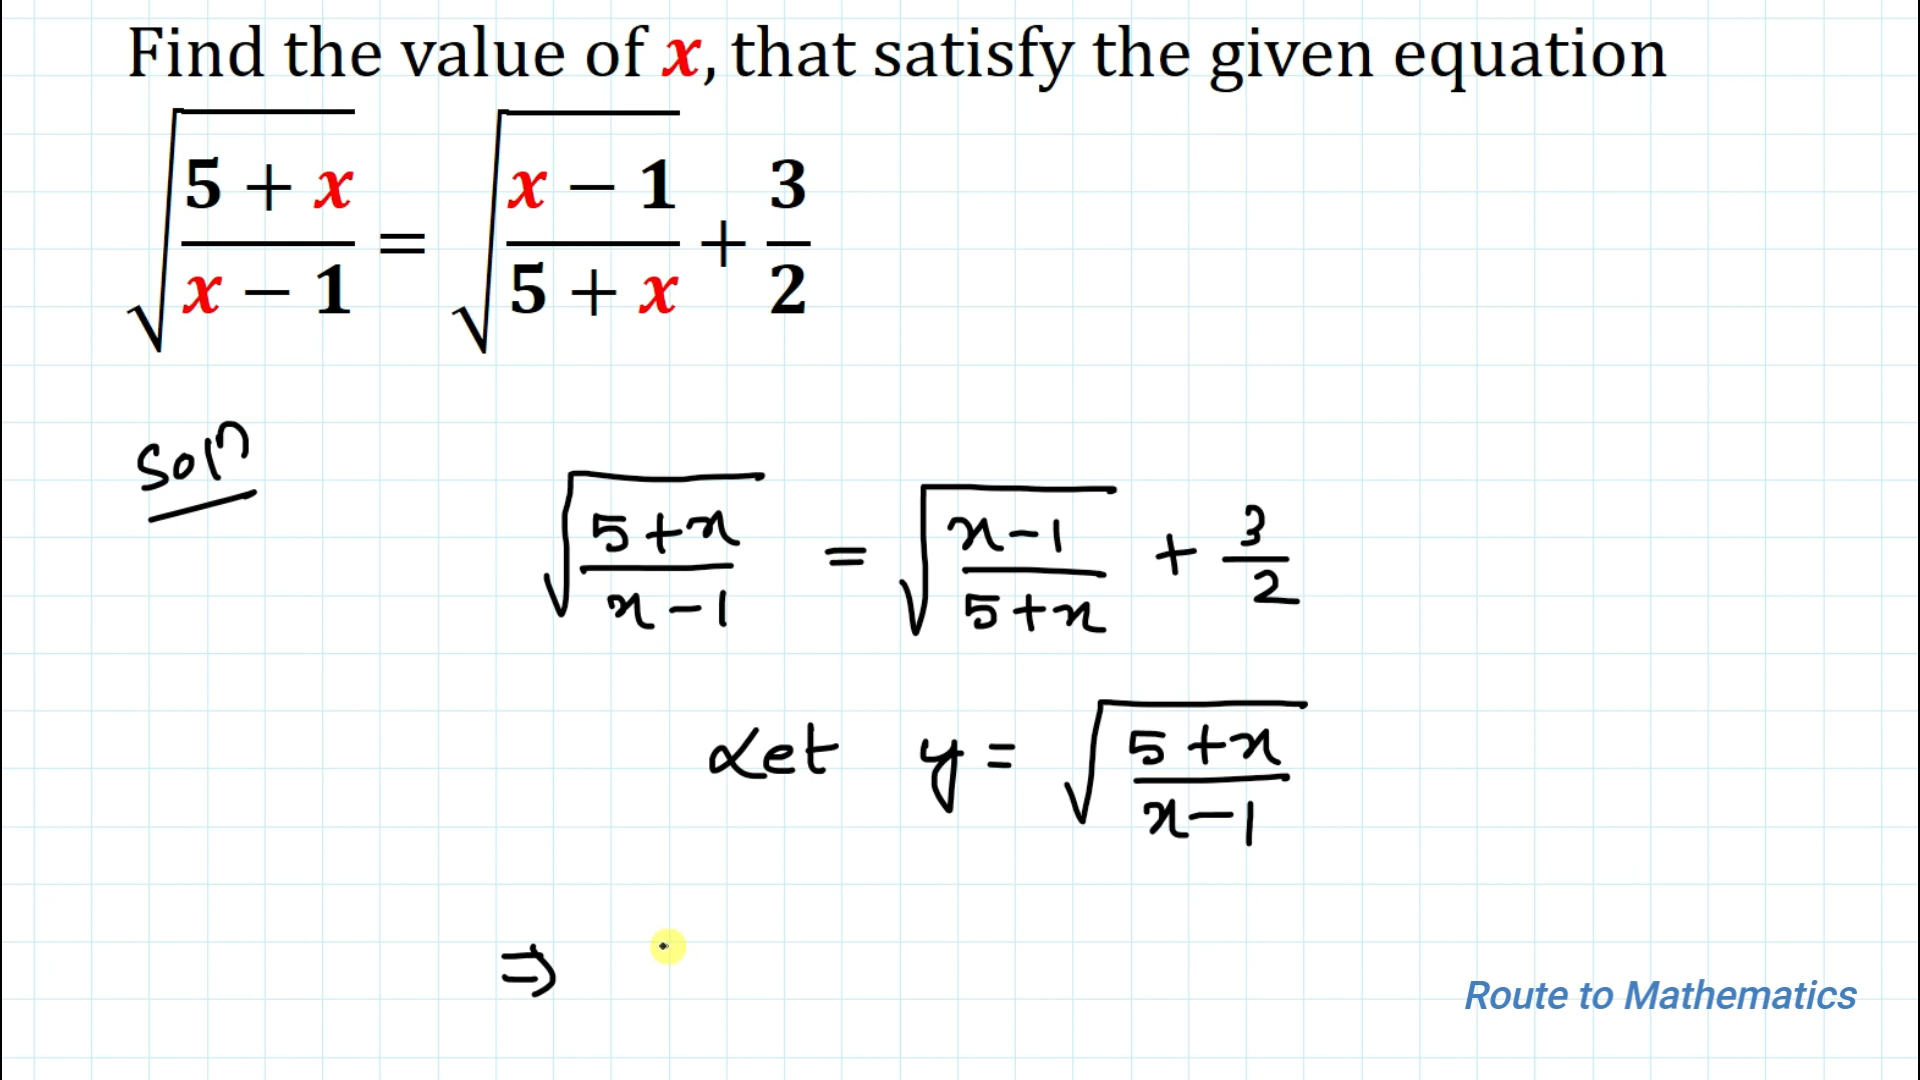 Find the value of x, that satisfy the given equation
√((5 + x)/(x − 1)) = √((x − 1)/(5 + x)) + 3/2
Soln
√((5+x)/(x−1)) = √((x−1)/(5+x)) + 3/2
Let y = √((5+x)/(x−1))
⇒
Route to Mathematics